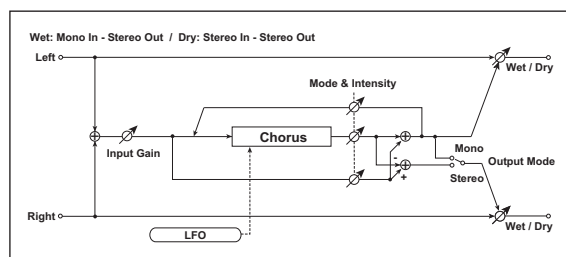 Wet: Mono In - Stereo Out / Dry: Stereo In - Stereo Out
Left
Wet / Dry
Mode & Intensity
Chorus
Input Gain
Mono
Output Mode
-
+
Stereo
Right
Wet / Dry
LFO